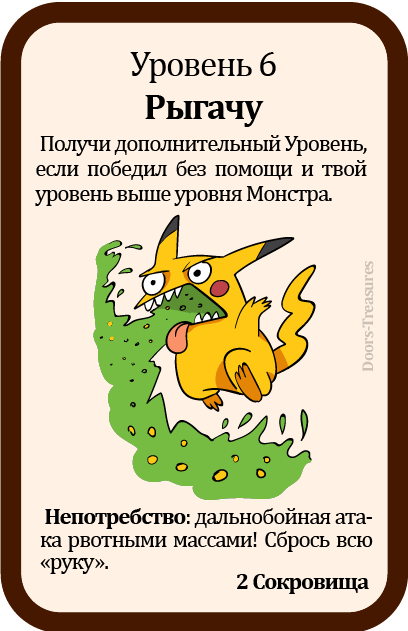 Уровень 6
Рыгачу
Получи дополнительный Уровень,
если победил без помощи и твой
уровень выше уровня Монстра.
Doors-Treasures
Непотребство: дальнобойная ата-
ка рвотными массами! Сбрось всю
«руку».
2 Сокровища